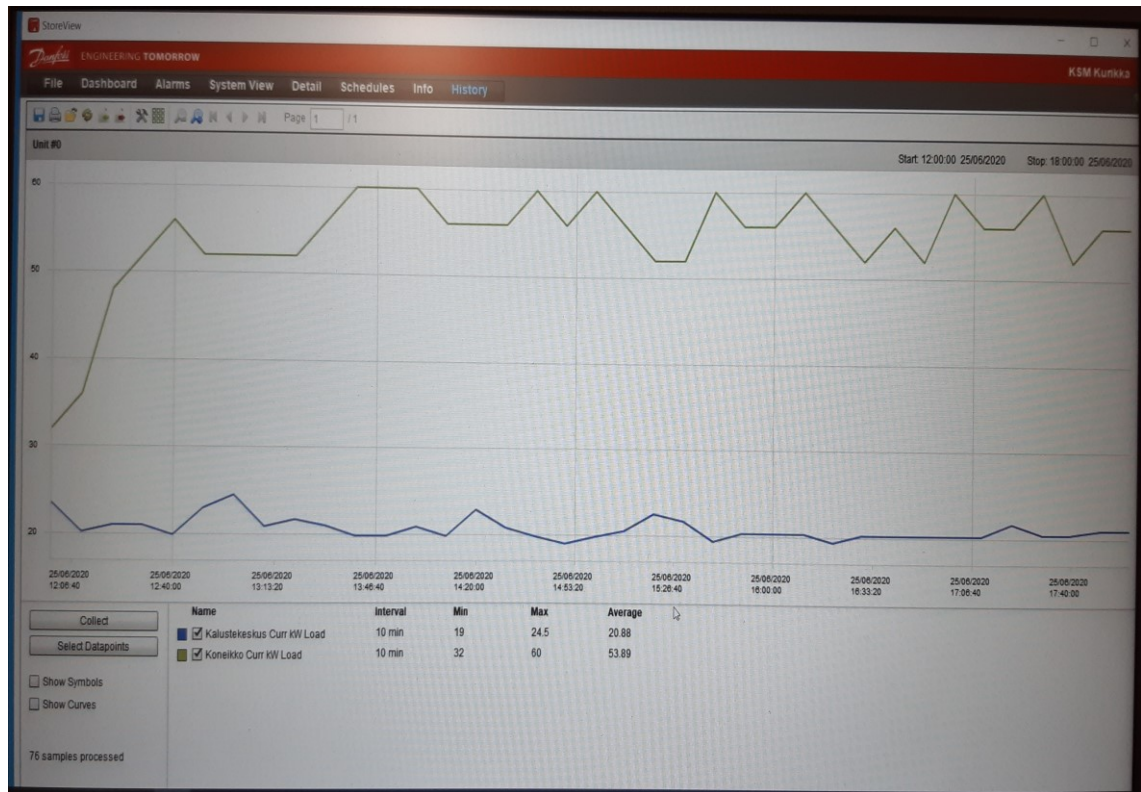 StoreView
Danfoss ENGINEERING TOMORROW
KSM Kunkka
File Dashboard Alarms System View Detail Schedules Info History
Page 1 / 1
Unit #0
Start: 12:00:00 25/06/2020 Stop: 18:00:00 25/06/2020
60
50
40
30
20
25/06/2020 25/06/2020 25/06/2020 25/06/2020 25/06/2020 25/06/2020 25/06/2020 25/06/2020 25/06/2020 25/06/2020 25/06/2020
12:06:40 12:40:00 13:13:20 13:46:40 14:20:00 14:53:20 15:26:40 16:00:00 16:33:20 17:06:40 17:40:00
Collect
Select Datapoints
Show Symbols
Show Curves
76 samples processed
Name Interval Min Max Average
Kalustekeskus Curr kW Load 10 min 19 24.5 20.88
Koneikko Curr kW Load 10 min 32 60 53.89